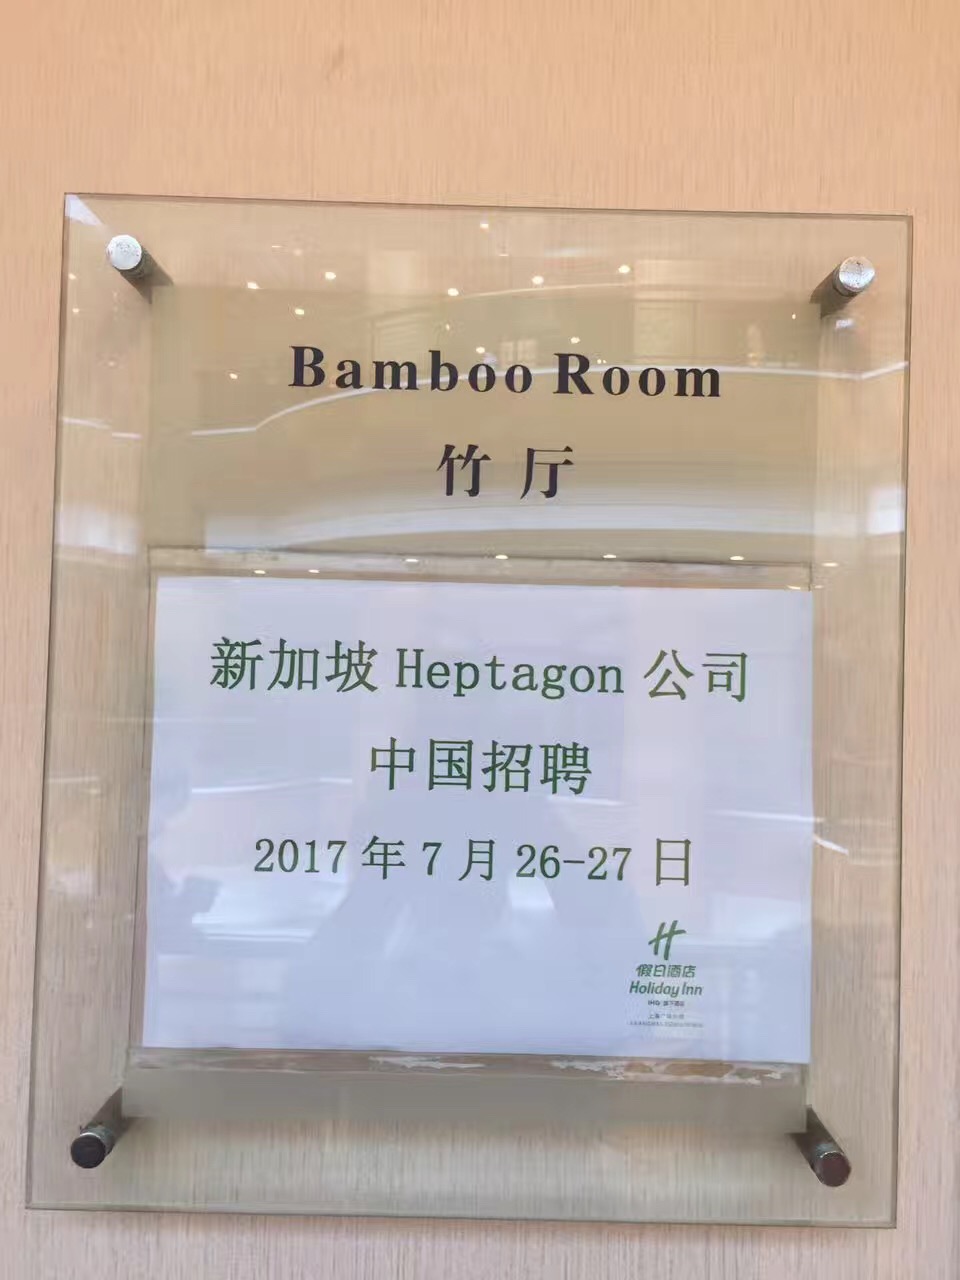 Bamboo Room
竹厅
新加坡 Heptagon 公司
中国招聘
2017 年 7 月 26-27 日
假日酒店
Holiday Inn